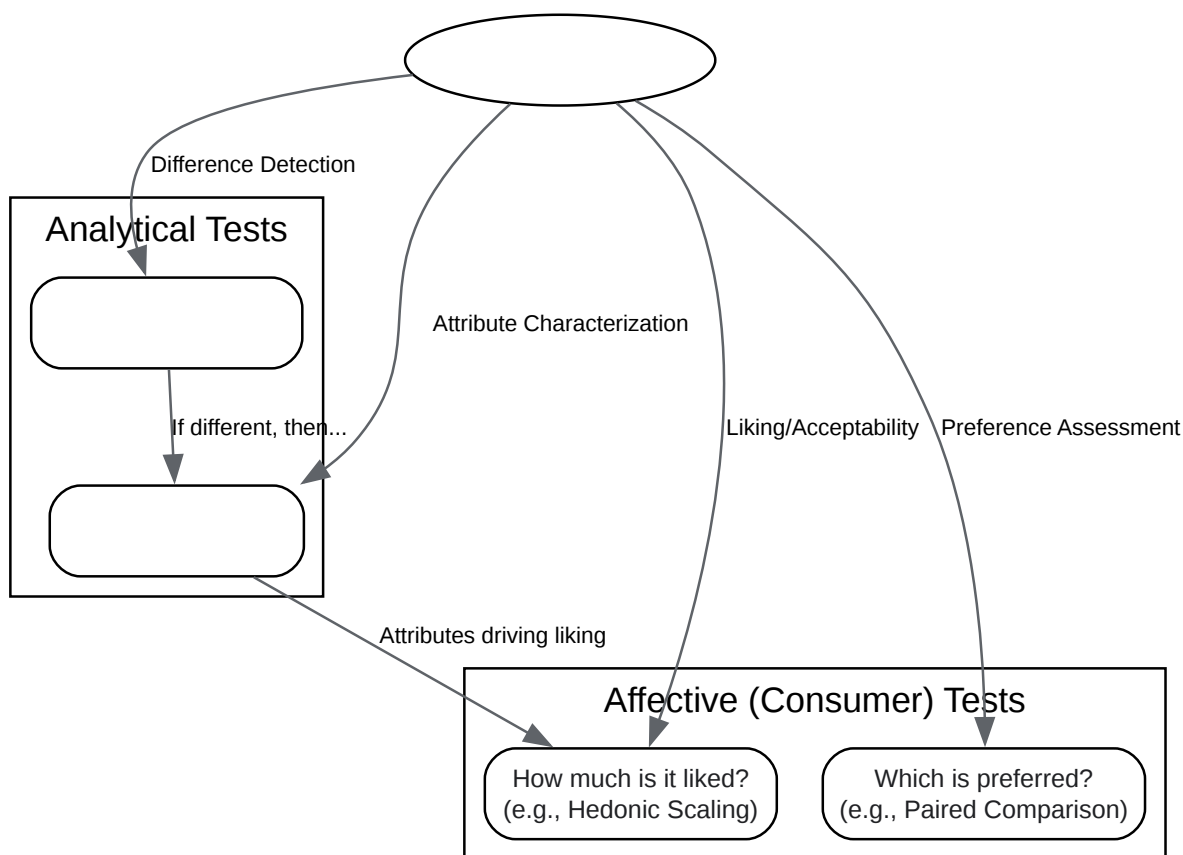 Difference Detection
Analytical Tests
Attribute Characterization
If different, then...
Liking/Acceptability
Preference Assessment
Attributes driving liking
Affective (Consumer) Tests
How much is it liked?
(e.g., Hedonic Scaling)
Which is preferred?
(e.g., Paired Comparison)